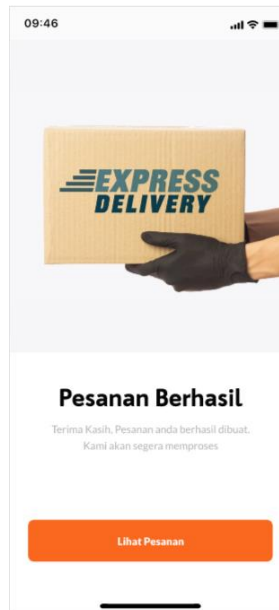 09:46
EXPRESS
DELIVERY
Pesanan Berhasil
Terima Kasih, Pesanan anda berhasil dibuat.
Kami akan segera memproses
Lihat Pesanan